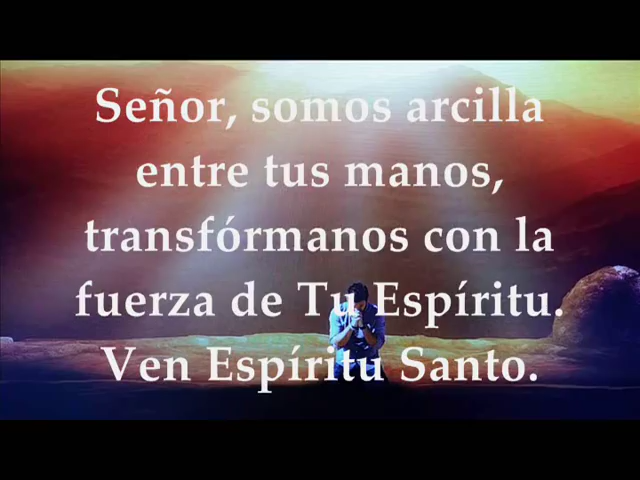 Señor, somos arcilla
entre tus manos,
transfórmanos con la
fuerza de Tu Espíritu.
Ven Espíritu Santo.